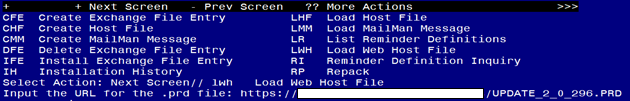 + + Next Screen - Prev Screen ?? More Actions >>>
CFE Create Exchange File Entry LHF Load Host File
CHF Create Host File LMM Load MailMan Message
CMM Create MailMan Message LR List Reminder Definitions
DFE Delete Exchange File Entry LWH Load Web Host File
IFE Install Exchange File Entry RI Reminder Definition Inquiry
IH Installation History RP Repack
Select Action: Next Screen// lwh Load Web Host File
Input the URL for the .prd file: https:// /UPDATE_2_0_296.PRD